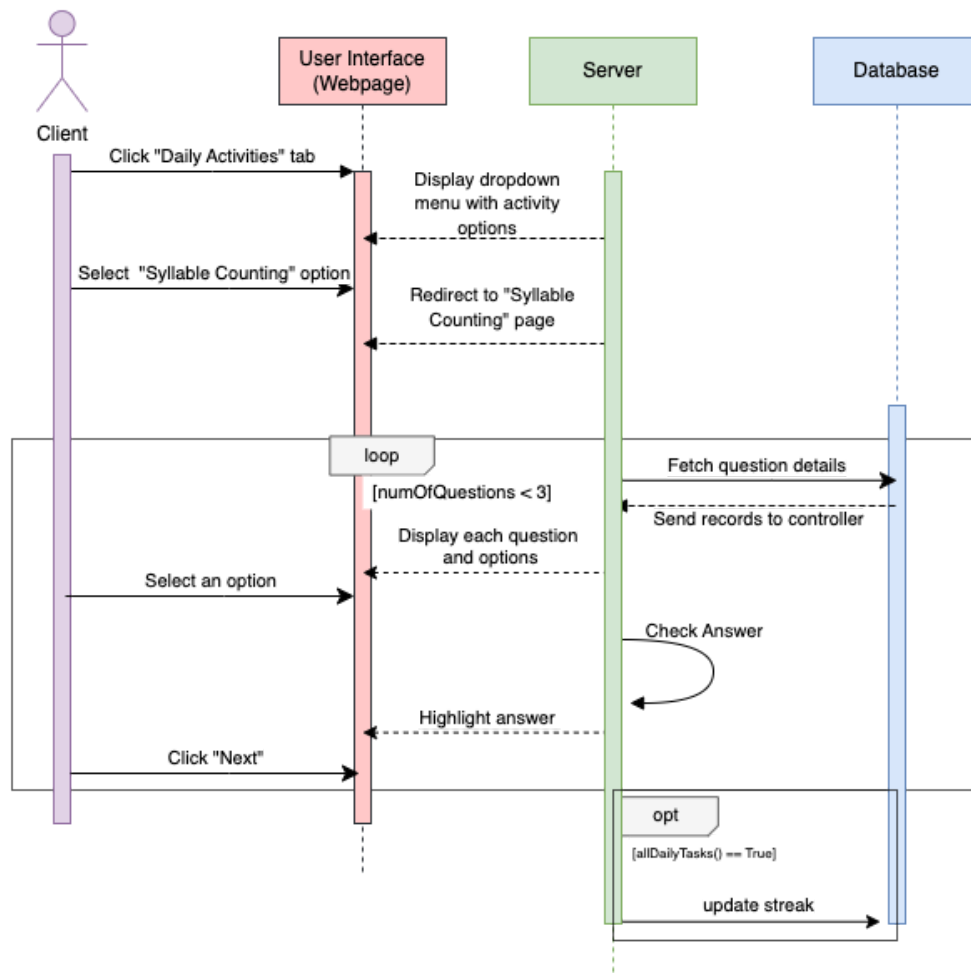 User Interface
(Webpage)
Server
Database
Client
Click "Daily Activities" tab
Display dropdown
menu with activity
options
Select "Syllable Counting" option
Redirect to "Syllable
Counting" page
loop
[numOfQuestions < 3]
Fetch question details
Send records to controller
Display each question
and options
Select an option
Check Answer
Highlight answer
Click "Next"
opt
[allDailyTasks() == True]
update streak